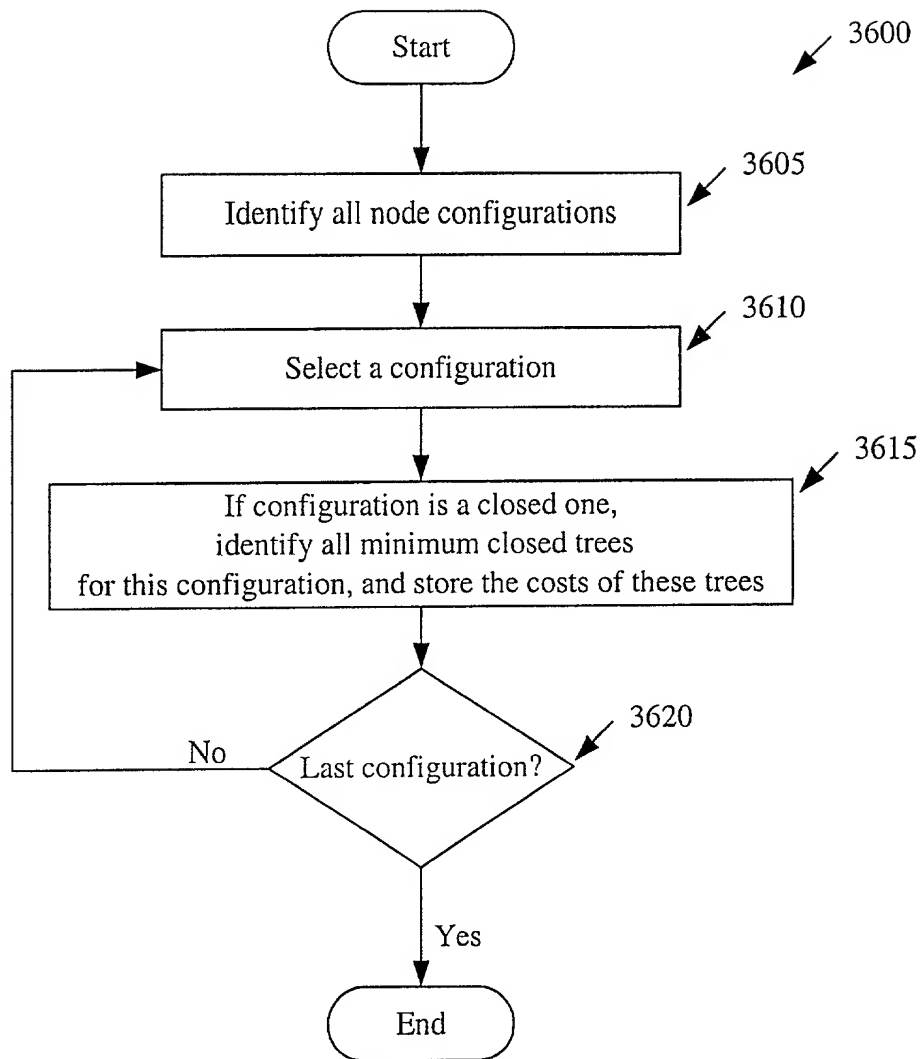 Start
3600
3605
Identify all node configurations
3610
Select a configuration
3615
If configuration is a closed one,
identify all minimum closed trees
for this configuration, and store the costs of these trees
3620
No
Last configuration?
Yes
End